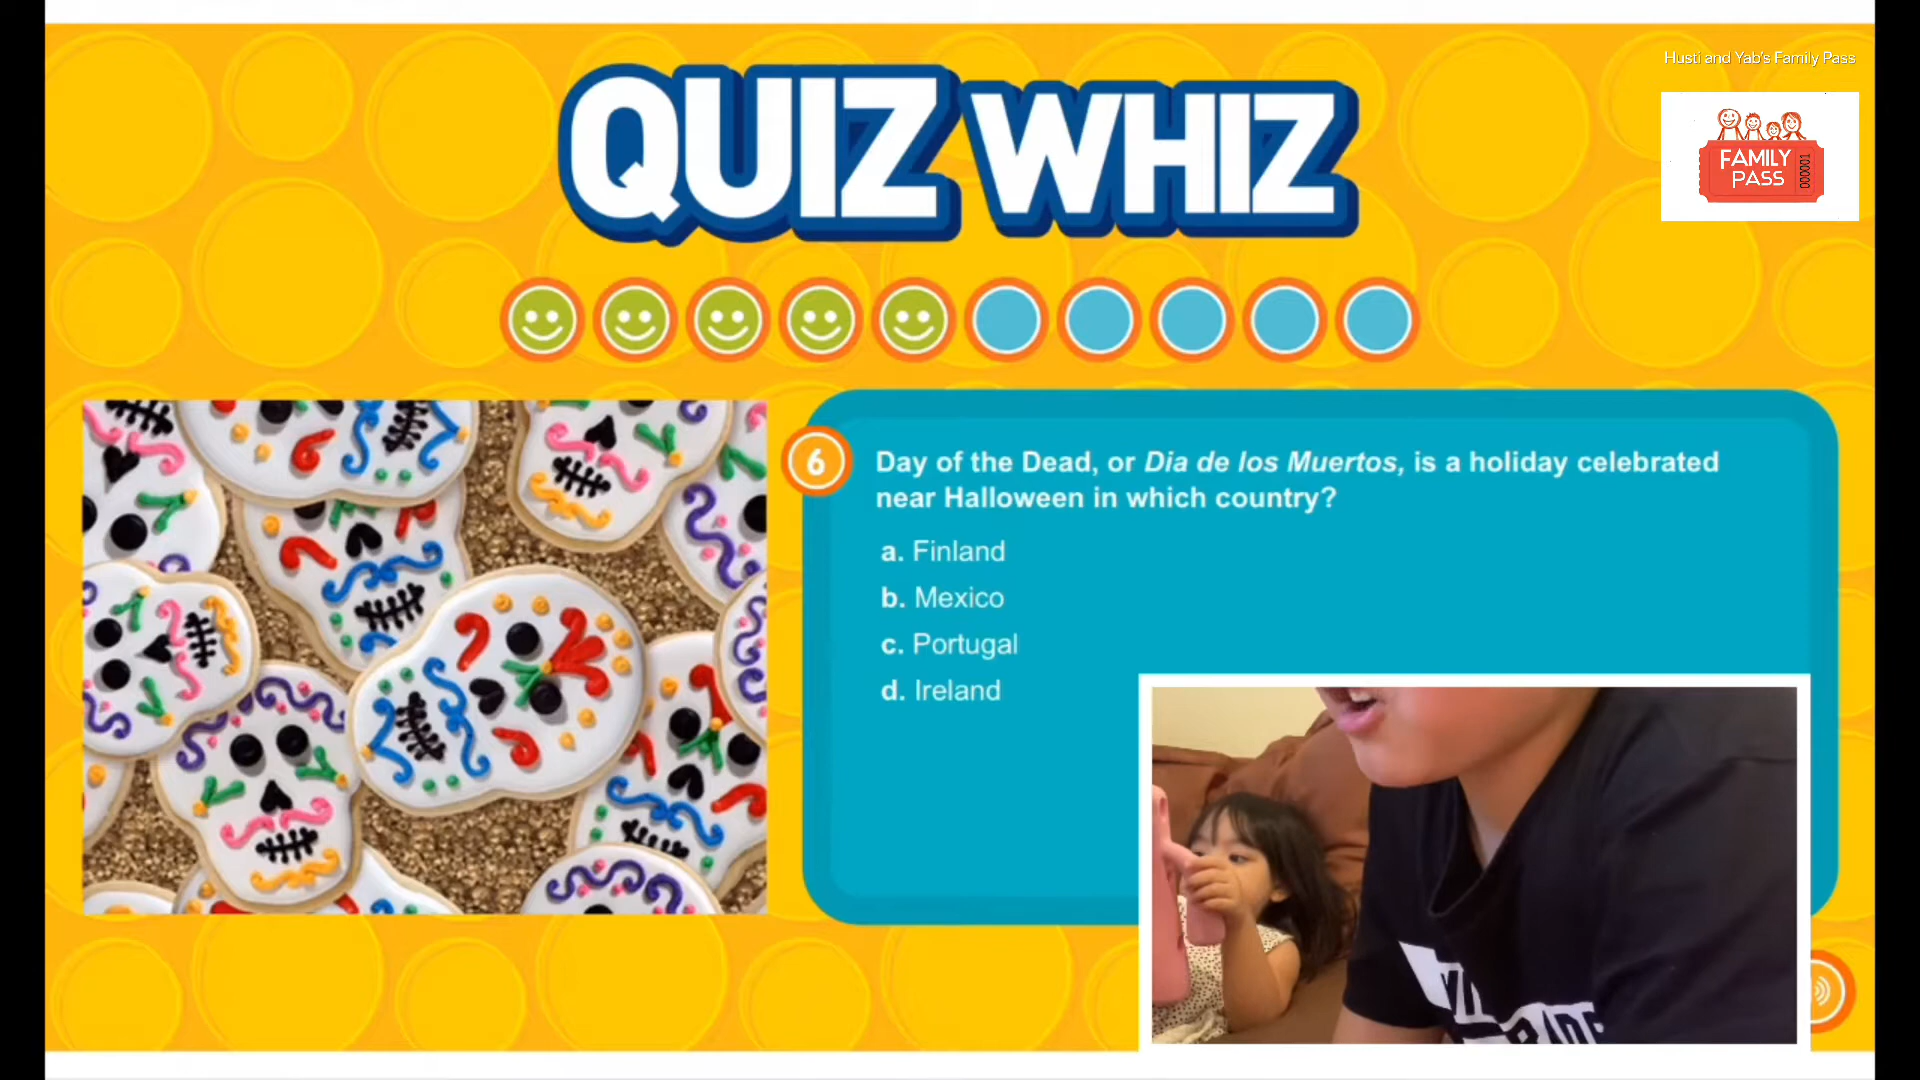 Husti and Yab's Family Pass
FAMILY
PASS
000001
QUIZ WHIZ
6
Day of the Dead, or Dia de los Muertos, is a holiday celebrated
near Halloween in which country?
a. Finland
b. Mexico
c. Portugal
d. Ireland